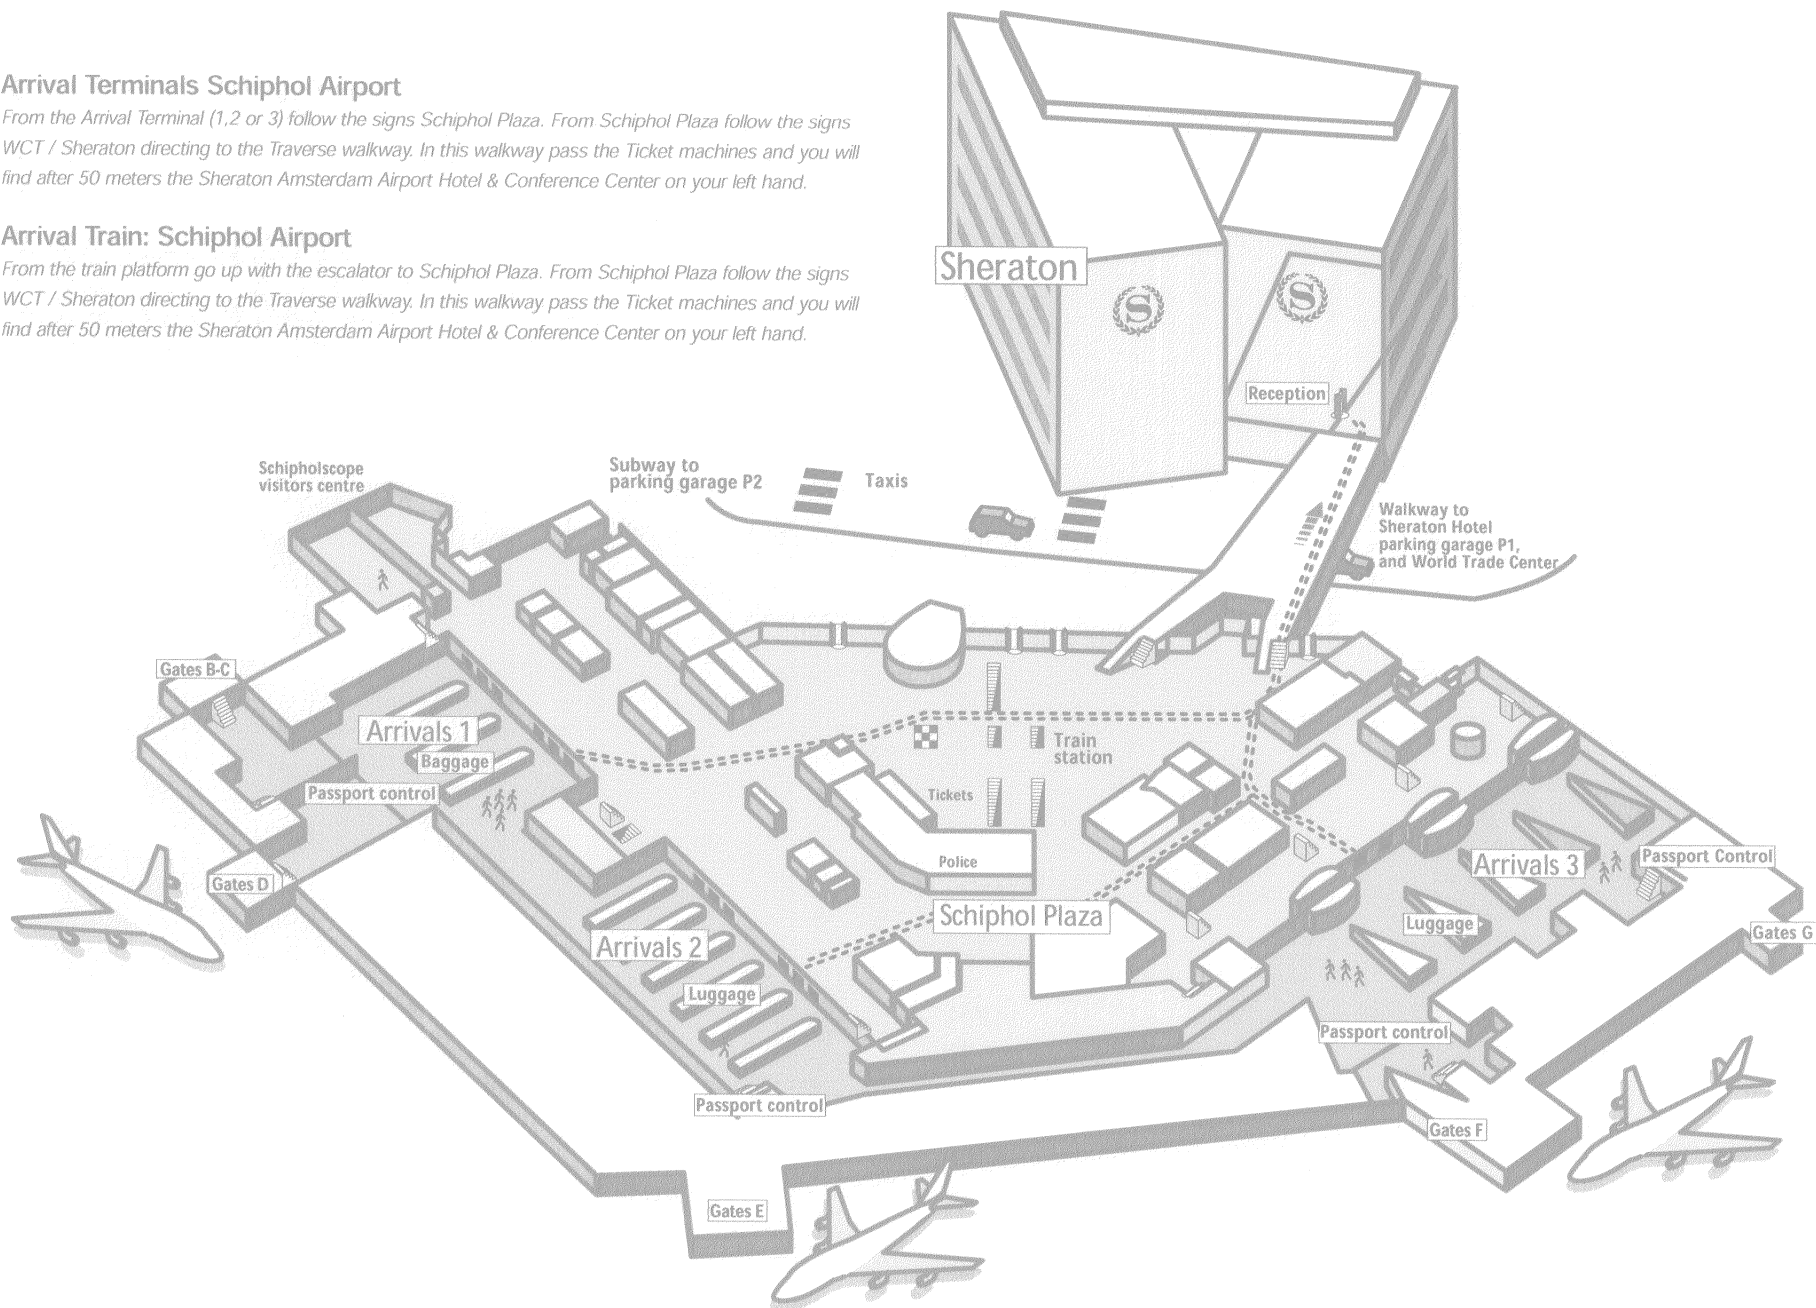 Arrival Terminals Schiphol Airport
From the Arrival Terminal (1,2 or 3) follow the signs Schiphol Plaza. From Schiphol Plaza follow the signs
WCT / Sheraton directing to the Traverse walkway. In this walkway pass the Ticket machines and you will
find after 50 meters the Sheraton Amsterdam Airport Hotel & Conference Center on your left hand.
Arrival Train: Schiphol Airport
From the train platform go up with the escalator to Schiphol Plaza. From Schiphol Plaza follow the signs
WCT / Sheraton directing to the Traverse walkway. In this walkway pass the Ticket machines and you will
find after 50 meters the Sheraton Amsterdam Airport Hotel & Conference Center on your left hand.
Sheraton
S
S
Reception
Schipholscope
visitors centre
Subway to
parking garage P2
Taxis
Walkway to
Sheraton Hotel
parking garage P1,
and World Trade Center
Gates B-C
Arrivals 1
Baggage
Passport control
Train
station
Tickets
Police
Gates D
Arrivals 3
Passport Control
Schiphol Plaza
Luggage
Gates G
Arrivals 2
Luggage
Passport control
Passport control
Gates F
Gates E